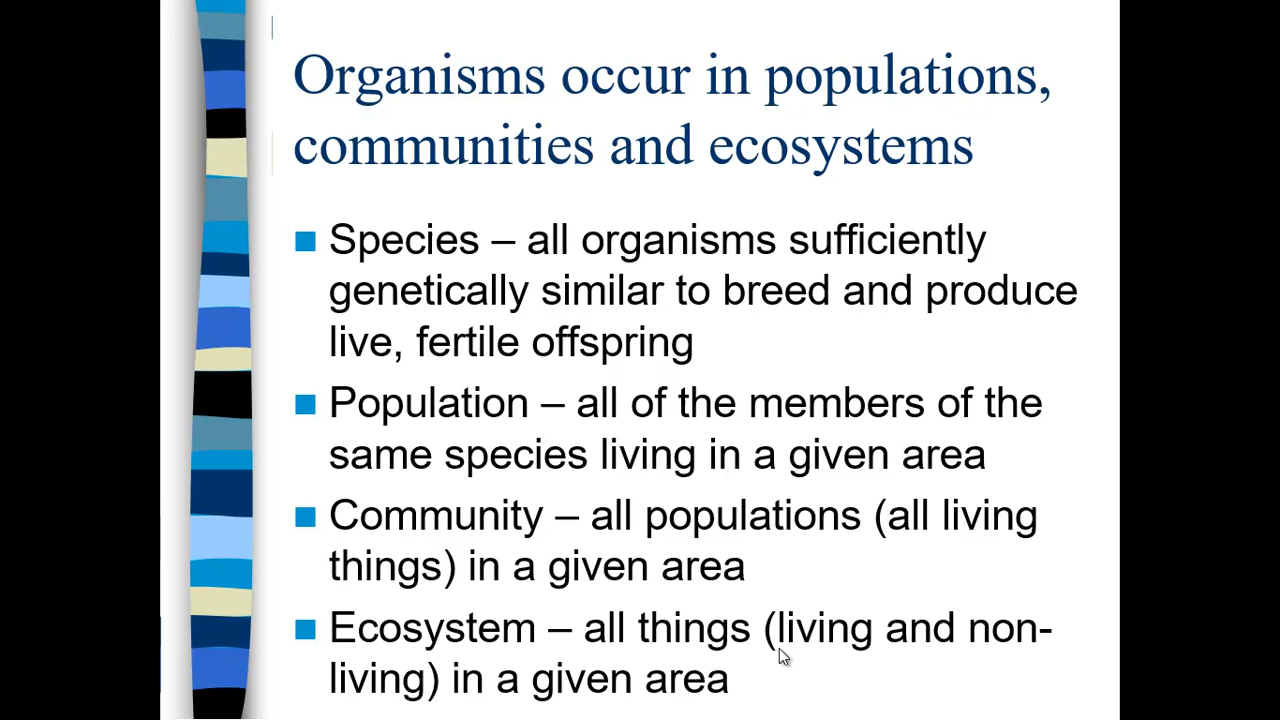 Organisms occur in populations,
communities and ecosystems
Species – all organisms sufficiently
genetically similar to breed and produce
live, fertile offspring
Population – all of the members of the
same species living in a given area
Community – all populations (all living
things) in a given area
Ecosystem – all things (living and non-
living) in a given area